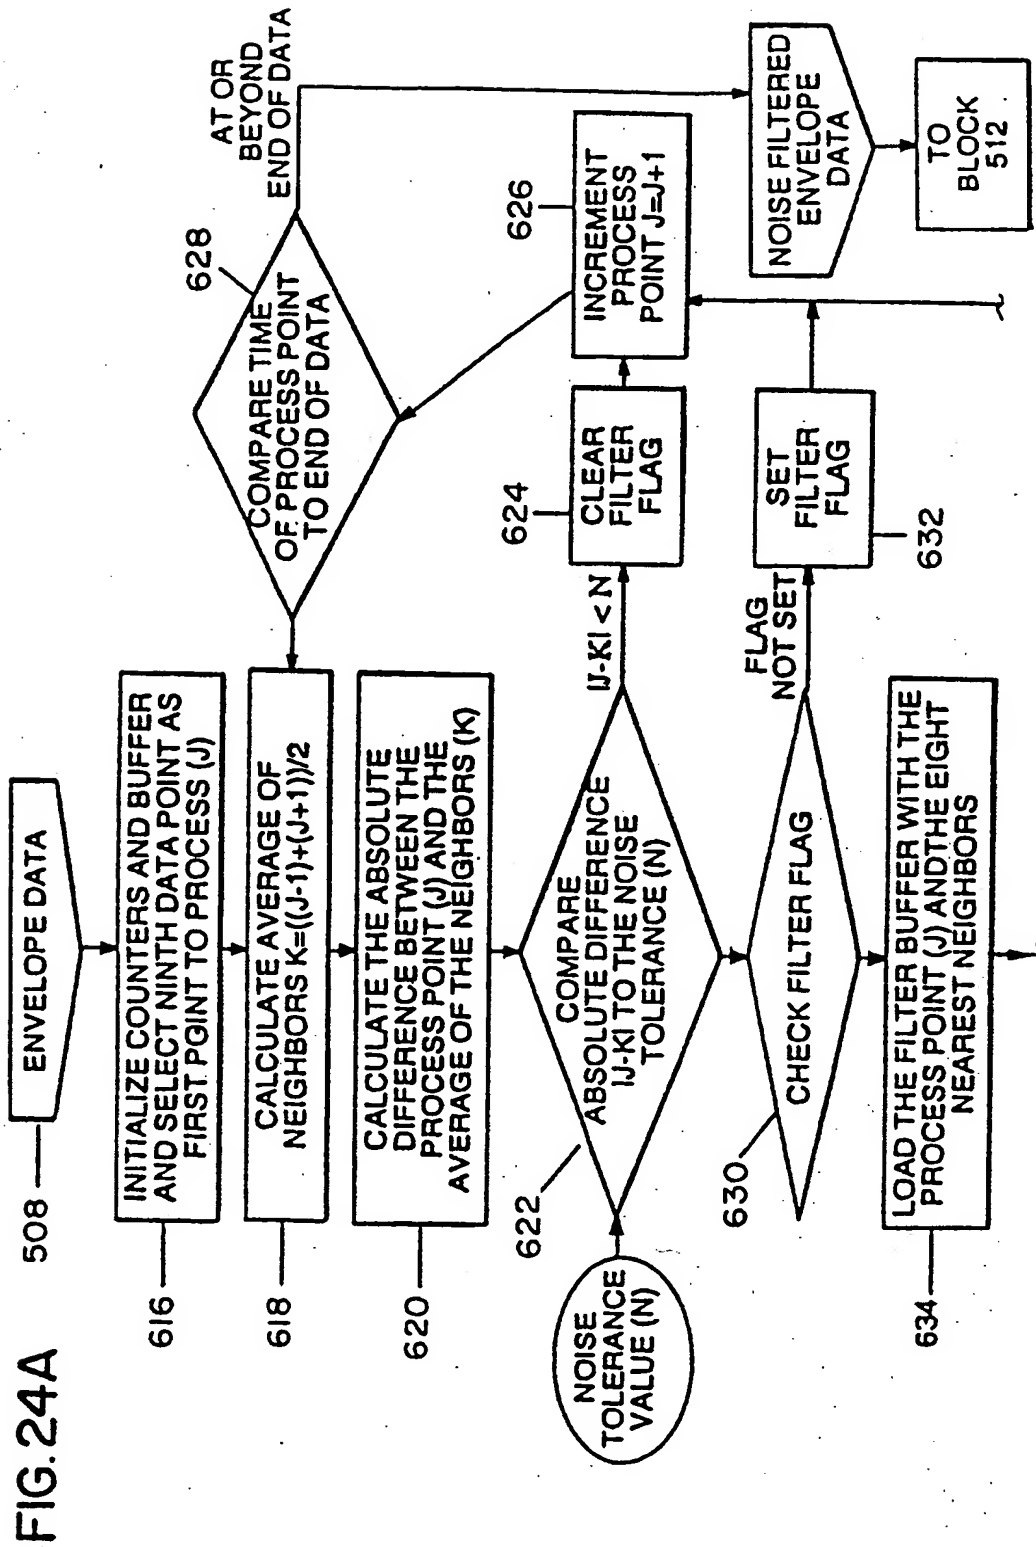 FIG.24A
508
ENVELOPE DATA
616
INITIALIZE COUNTERS AND BUFFER
AND SELECT NINTH DATA POINT AS
FIRST POINT TO PROCESS (J)
618
CALCULATE AVERAGE OF
NEIGHBORS K=((J-1)+(J+1))/2
620
CALCULATE THE ABSOLUTE
DIFFERENCE BETWEEN THE
PROCESS POINT (J) AND THE
AVERAGE OF THE NEIGHBORS (K)
NOISE
TOLERANCE
VALUE (N)
622
COMPARE
ABSOLUTE DIFFERENCE
|J-K| TO THE NOISE
TOLERANCE (N)
|J-K| < N
624
CLEAR
FILTER
FLAG
626
INCREMENT
PROCESS
POINT J=J+1
628
COMPARE TIME
OF PROCESS POINT
TO END OF DATA
AT OR
BEYOND
END OF DATA
630
CHECK FILTER FLAG
FLAG
NOT SET
SET
FILTER
FLAG
632
NOISE FILTERED
ENVELOPE
DATA
TO
BLOCK
512
634
LOAD THE FILTER BUFFER WITH THE
PROCESS POINT (J) ANDTHE EIGHT
NEAREST NEIGHBORS